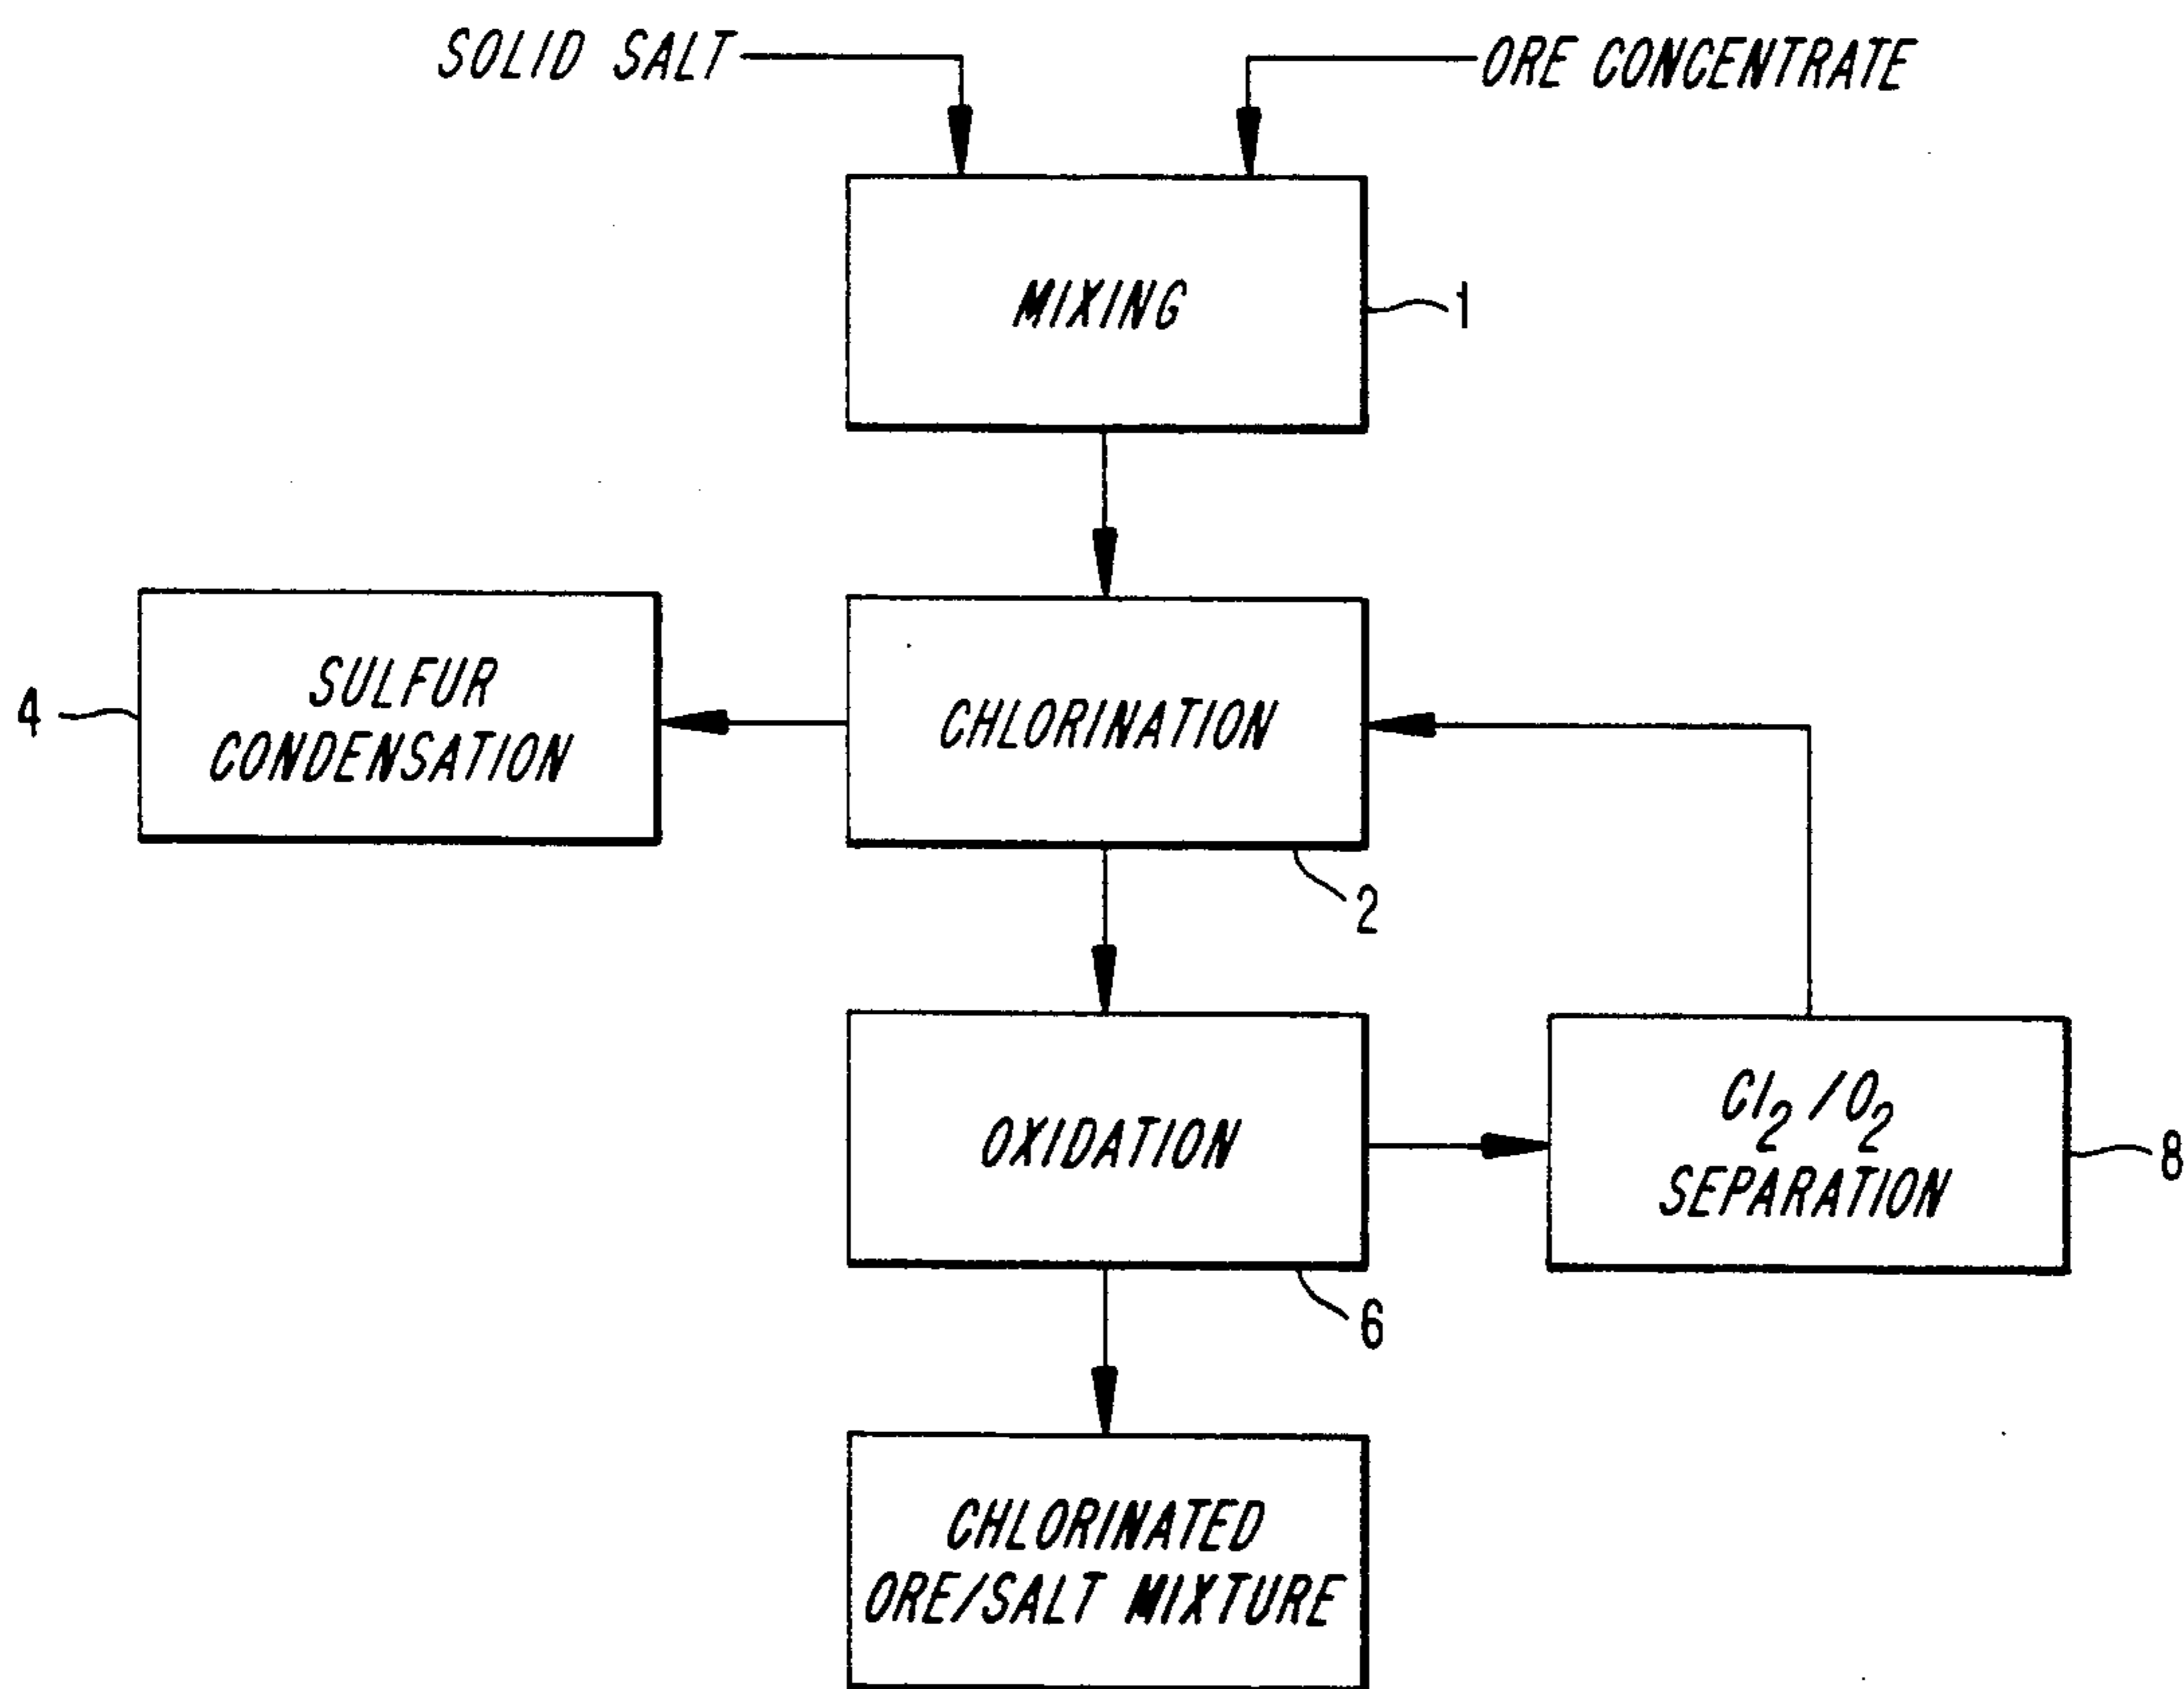 SOLID SALT
ORE CONCENTRATE
MIXING
1
SULFUR
CONDENSATION
4
CHLORINATION
2
OXIDATION
6
Cl2/O2
SEPARATION
8
CHLORINATED
ORE/SALT MIXTURE